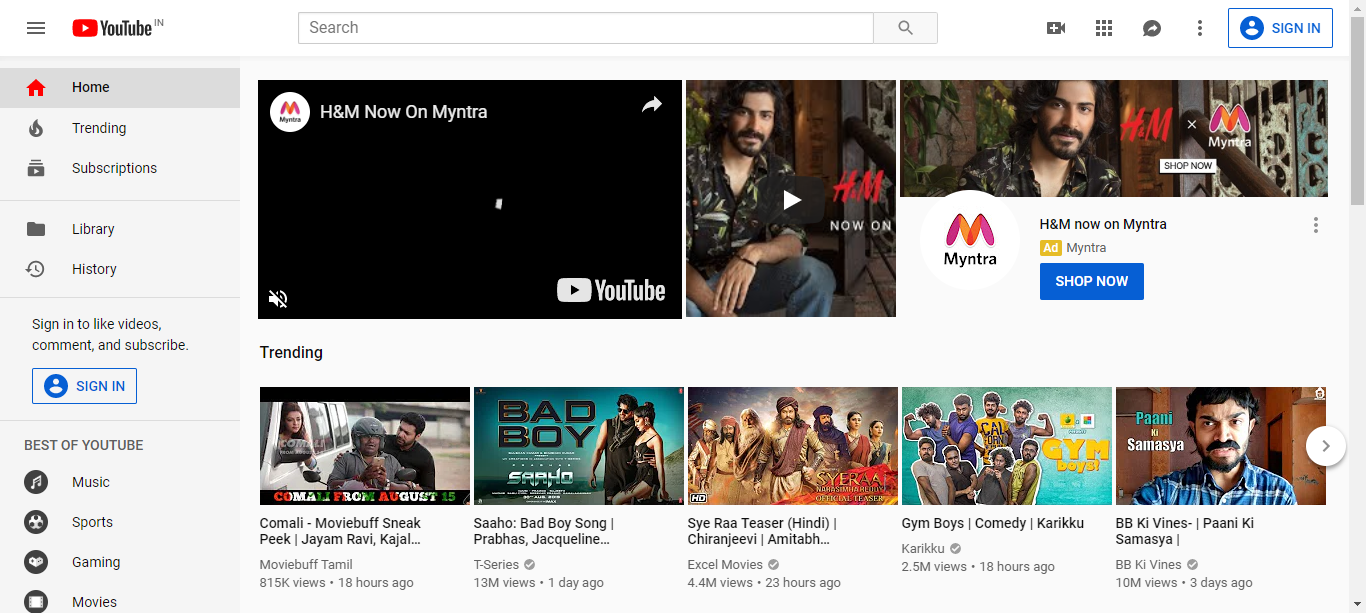 YouTube IN
Search
SIGN IN
Home
Trending
Subscriptions
Library
History
Sign in to like videos,
comment, and subscribe.
SIGN IN
BEST OF YOUTUBE
Music
Sports
Gaming
Movies
Myntra
H&M Now On Myntra
YouTube
H&M
NOW ON
H&M × Myntra
SHOP NOW
Myntra
H&M now on Myntra
Ad Myntra
SHOP NOW
Trending
COMALI
COMALI FROM AUGUST 15
Comali - Moviebuff Sneak
Peek | Jayam Ravi, Kajal…
Moviebuff Tamil
815K views • 18 hours ago
BAD
BOY
PRABHAS
SAAHO
Saaho: Bad Boy Song |
Prabhas, Jacqueline…
T-Series
13M views • 1 day ago
HD
SYERAA
NARASIMHA REDDY
OFFICIAL TEASER
Sye Raa Teaser (Hindi) |
Chiranjeevi | Amitabh…
Excel Movies
4.4M views • 23 hours ago
GYM
BOYS!
Gym Boys | Comedy | Karikku
Karikku
2.5M views • 18 hours ago
Paani
Ki
Samasya
BB Ki Vines- | Paani Ki
Samasya |
BB Ki Vines
10M views • 3 days ago